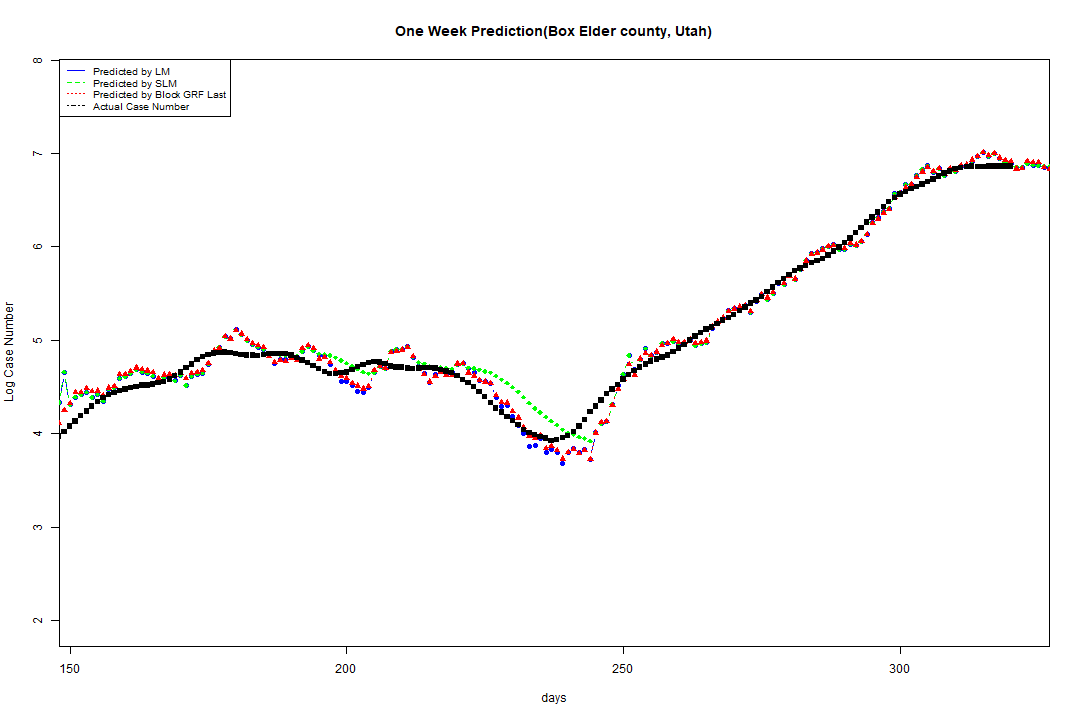 One Week Prediction(Box Elder county, Utah)
Predicted by LM
Predicted by SLM
Predicted by Block GRF Last
Actual Case Number
8
7
6
5
4
3
2
Log Case Number
150 200 250 300
days